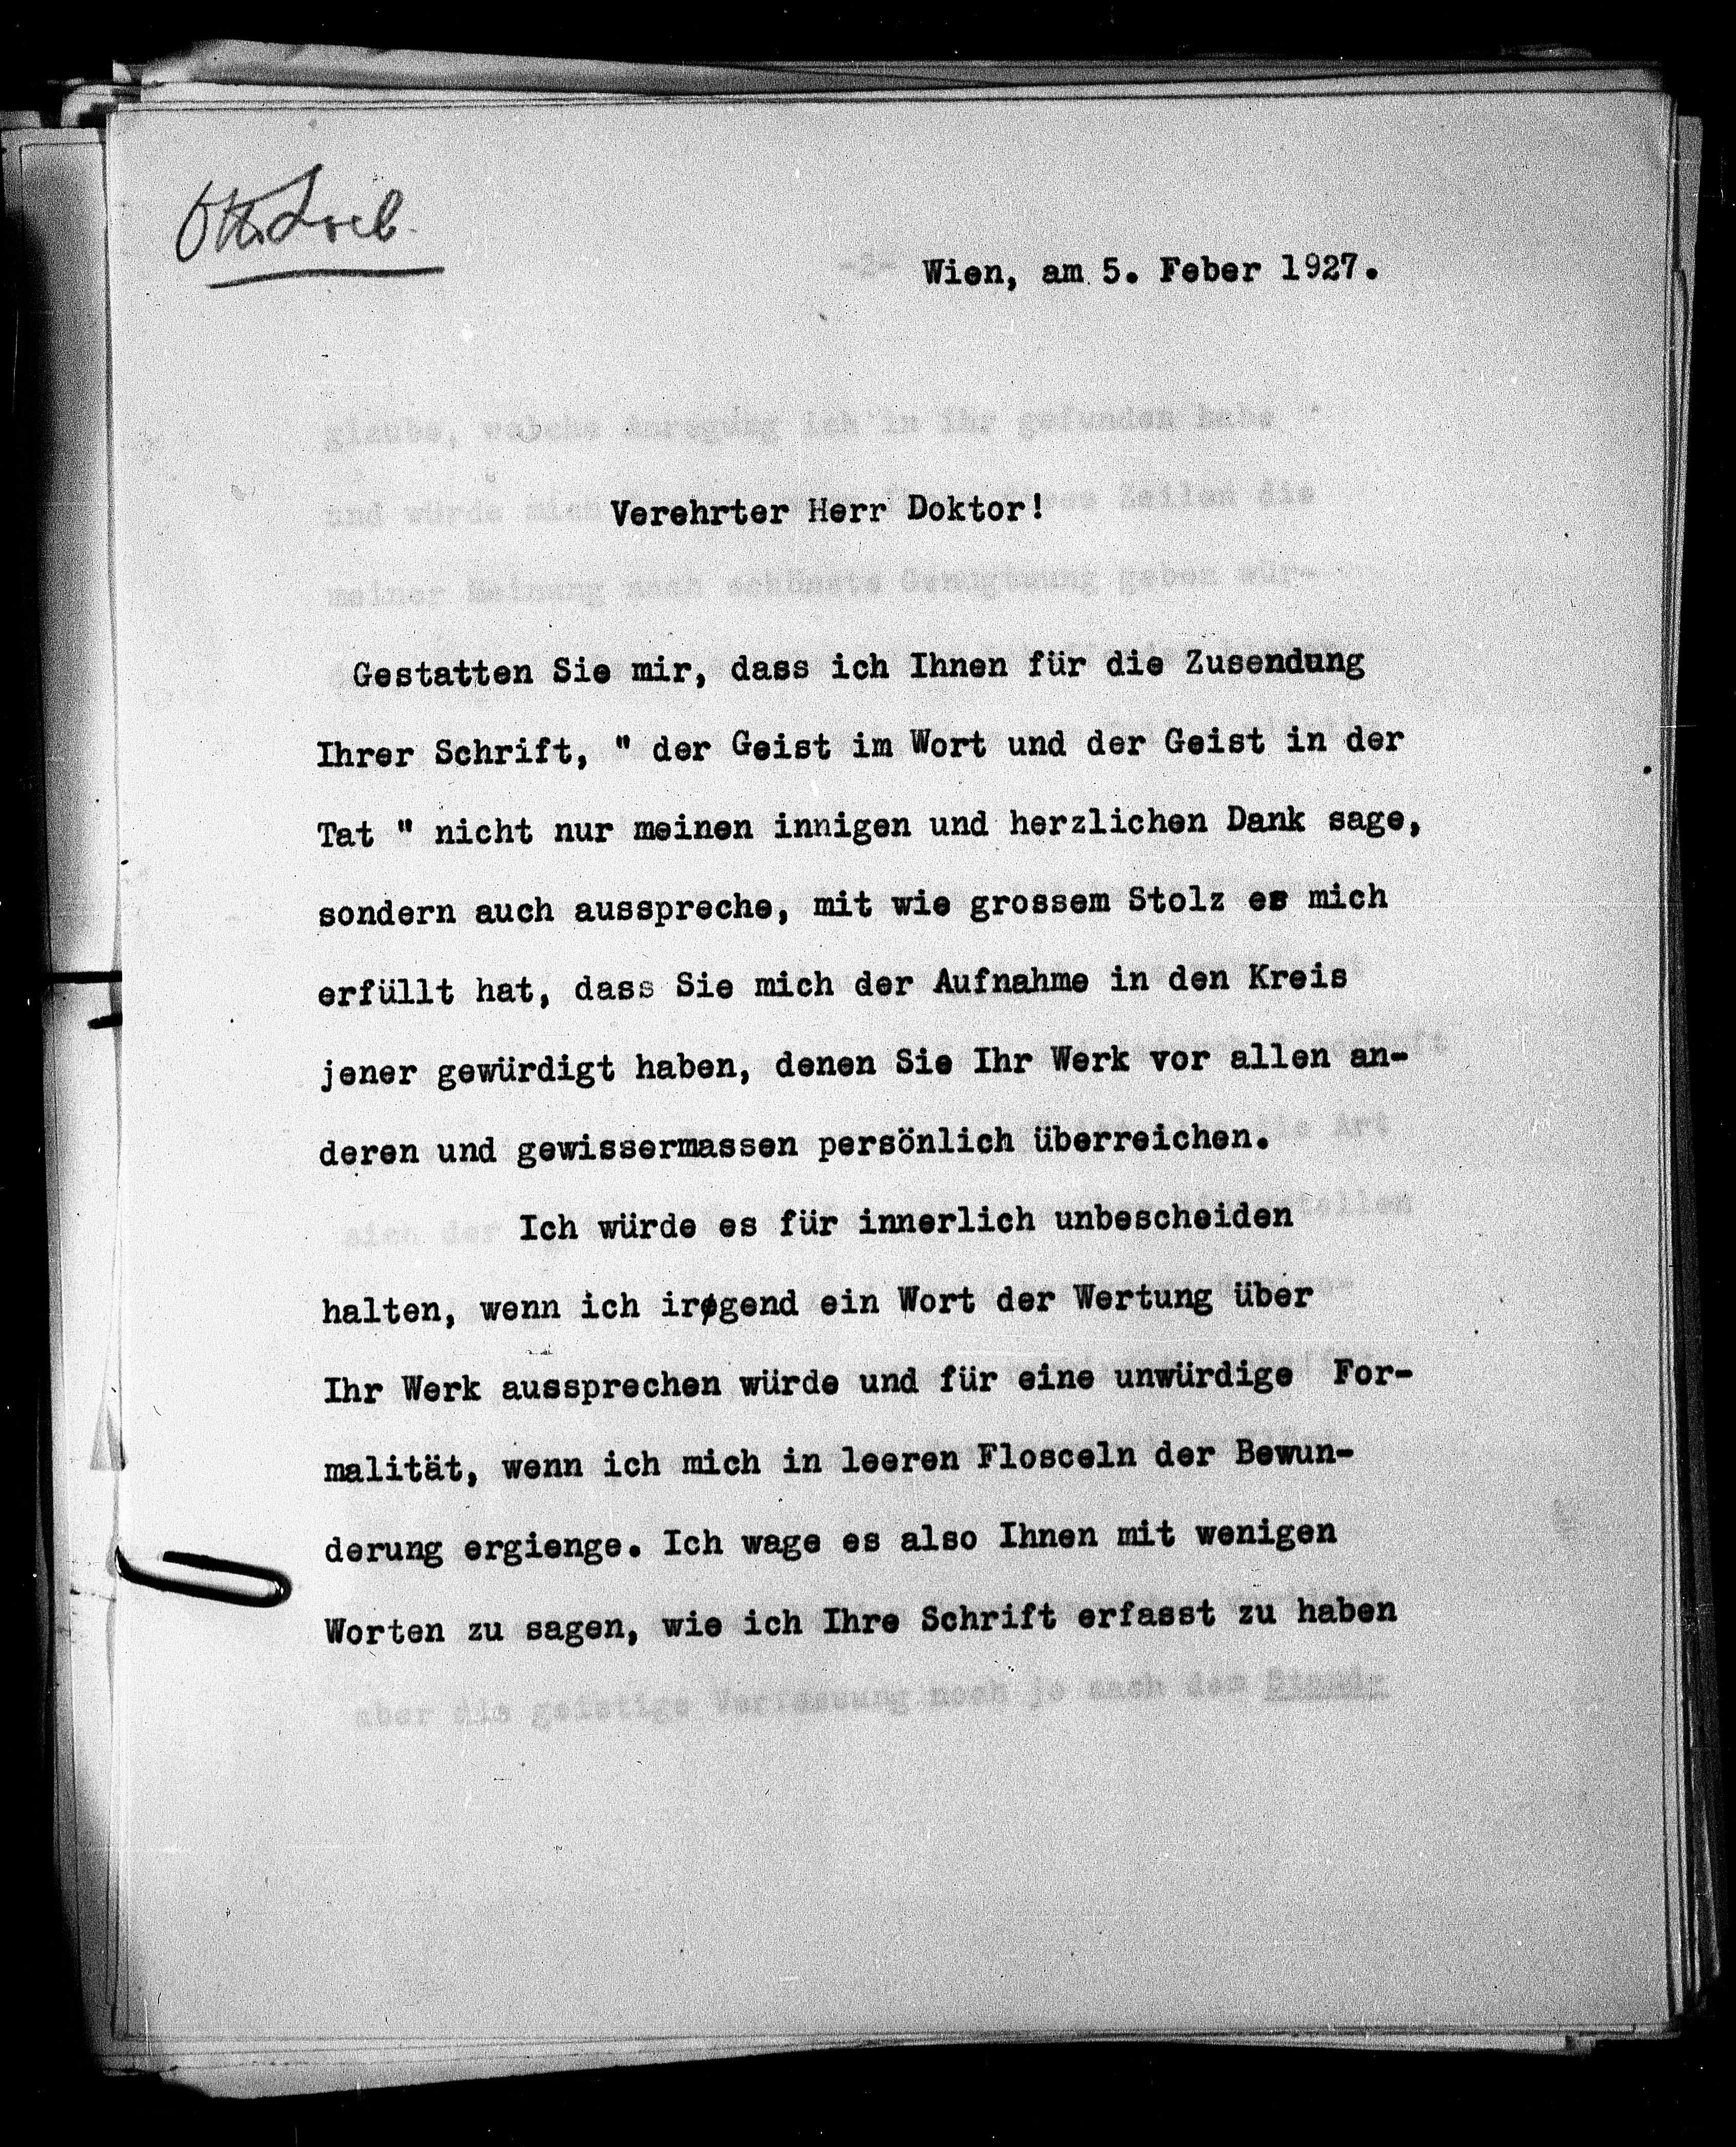 Wien, am 5. Feber 1927.
Verehrter Herr Doktor!
Gestatten Sie mir, dass ich Ihnen für die Zusendung
Ihrer Schrift, " der Geist im Wort und der Geist in der
Tat " nicht nur meinen innigen und herzlichen Dank sage,
sondern auch ausspreche, mit wie grossem Stolz es mich
erfüllt hat, dass Sie mich der Aufnahme in den Kreis
jener gewürdigt haben, denen Sie Ihr Werk vor allen an-
deren und gewissermassen persönlich überreichen.
Ich würde es für innerlich unbescheiden
halten, wenn ich irgend ein Wort der Wertung über
Ihr Werk aussprechen würde und für eine unwürdige For-
malität, wenn ich mich in leeren Flosceln der Bewun-
derung ergienge. Ich wage es also Ihnen mit wenigen
Worten zu sagen, wie ich Ihre Schrift erfasst zu haben